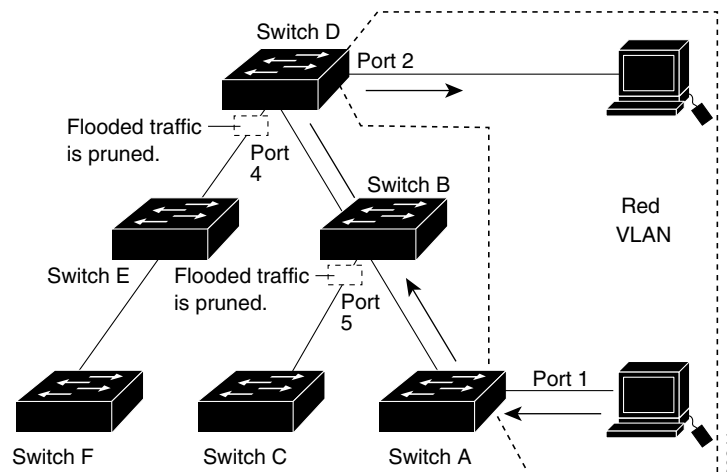 Switch D
Port 2
Flooded traffic
is pruned.
Port
4
Switch B
Red
VLAN
Switch E
Flooded traffic
is pruned.
Port
5
Port 1
Switch F
Switch C
Switch A